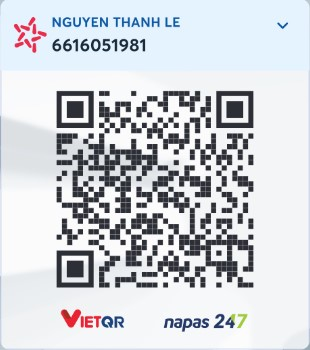 NGUYEN THANH LE
6616051981
VIETQR
napas 247